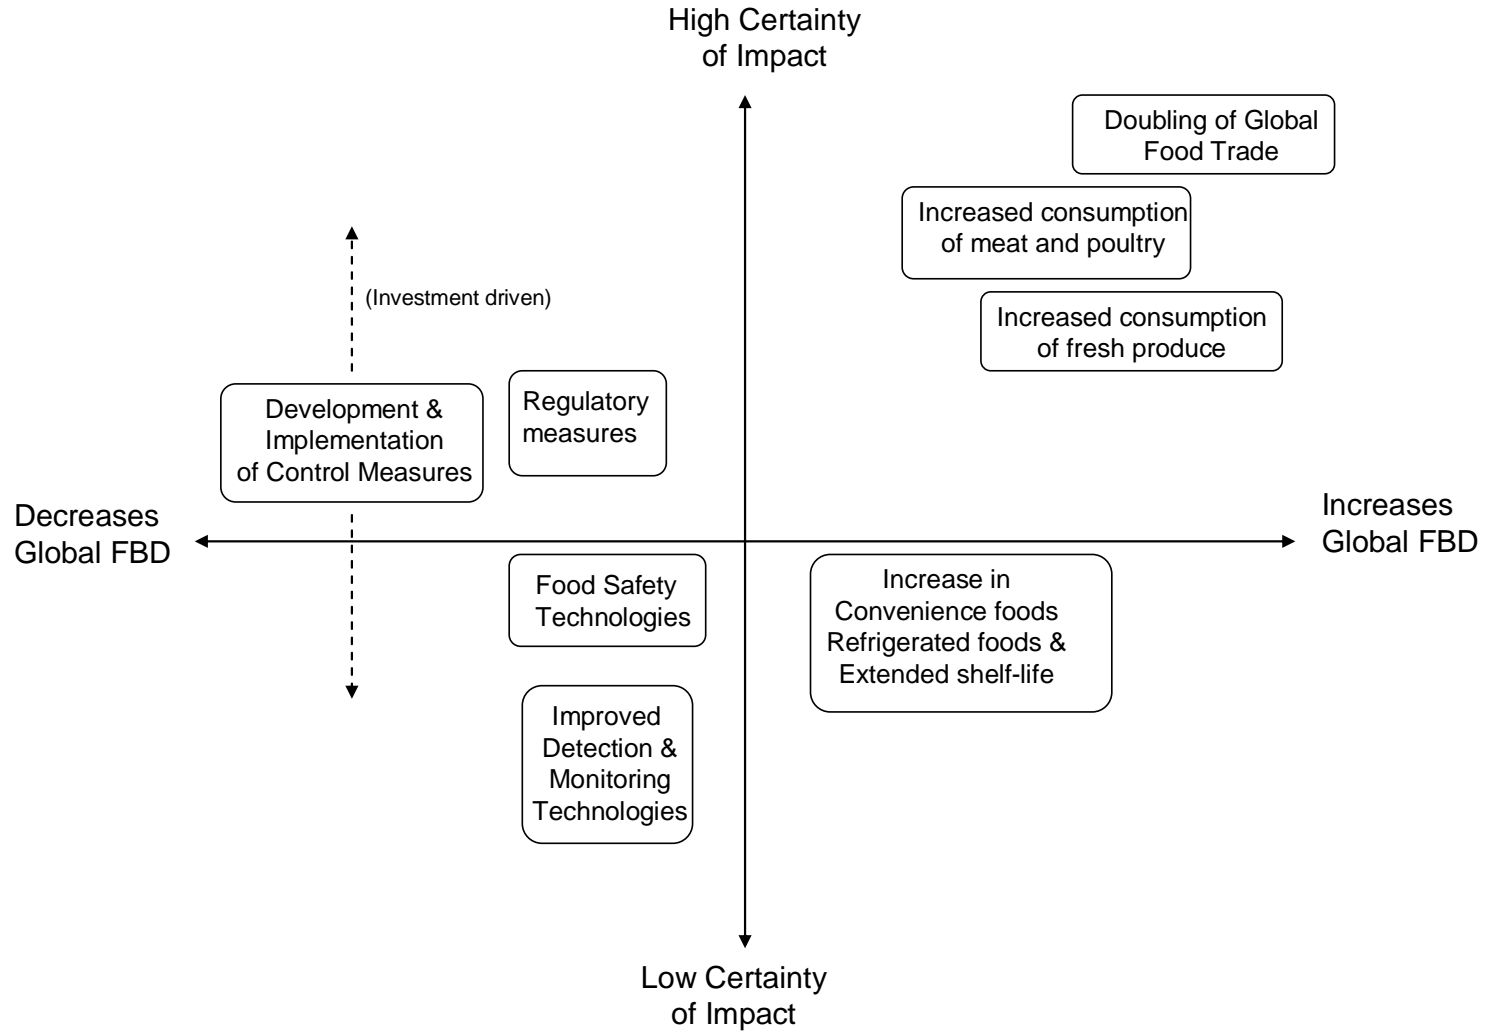 High Certainty
of Impact
Doubling of Global
Food Trade
Increased consumption
of meat and poultry
(Investment driven)
Increased consumption
of fresh produce
Development &
Implementation
of Control Measures
Regulatory
measures
Decreases
Global FBD
Increases
Global FBD
Food Safety
Technologies
Increase in
Convenience foods
Refrigerated foods &
Extended shelf-life
Improved
Detection &
Monitoring
Technologies
Low Certainty
of Impact